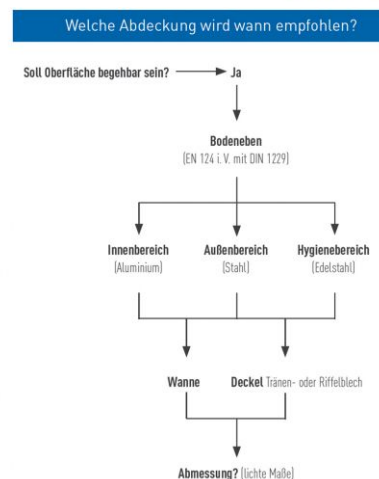 Welche Abdeckung wird wann empfohlen?
Soll Oberfläche begehbar sein? Ja
Bodeneben
(EN 124 i. V. mit DIN 1229)
Innenbereich Außenbereich Hygienebereich
(Aluminium) (Stahl) (Edelstahl)
Wanne Deckel Tränen- oder Riffelblech
Abmessung? (lichte Maße)